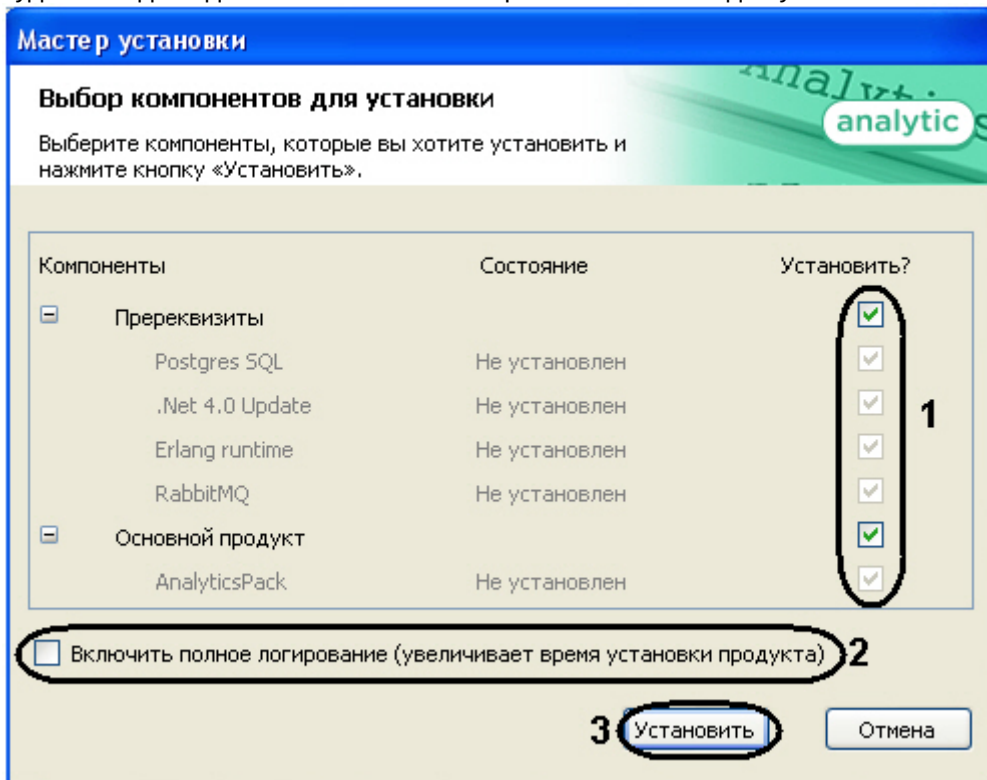 Мастер установки
Выбор компонентов для установки
Выберите компоненты, которые вы хотите установить и
нажмите кнопку «Установить».
analytic
Компоненты Состояние Установить?
Пререквизиты
Postgres SQL Не установлен
.Net 4.0 Update Не установлен
Erlang runtime Не установлен
1
RabbitMQ Не установлен
Основной продукт
AnalyticsPack Не установлен
Включить полное логирование (увеличивает время установки продукта) 2
3 Установить Отмена